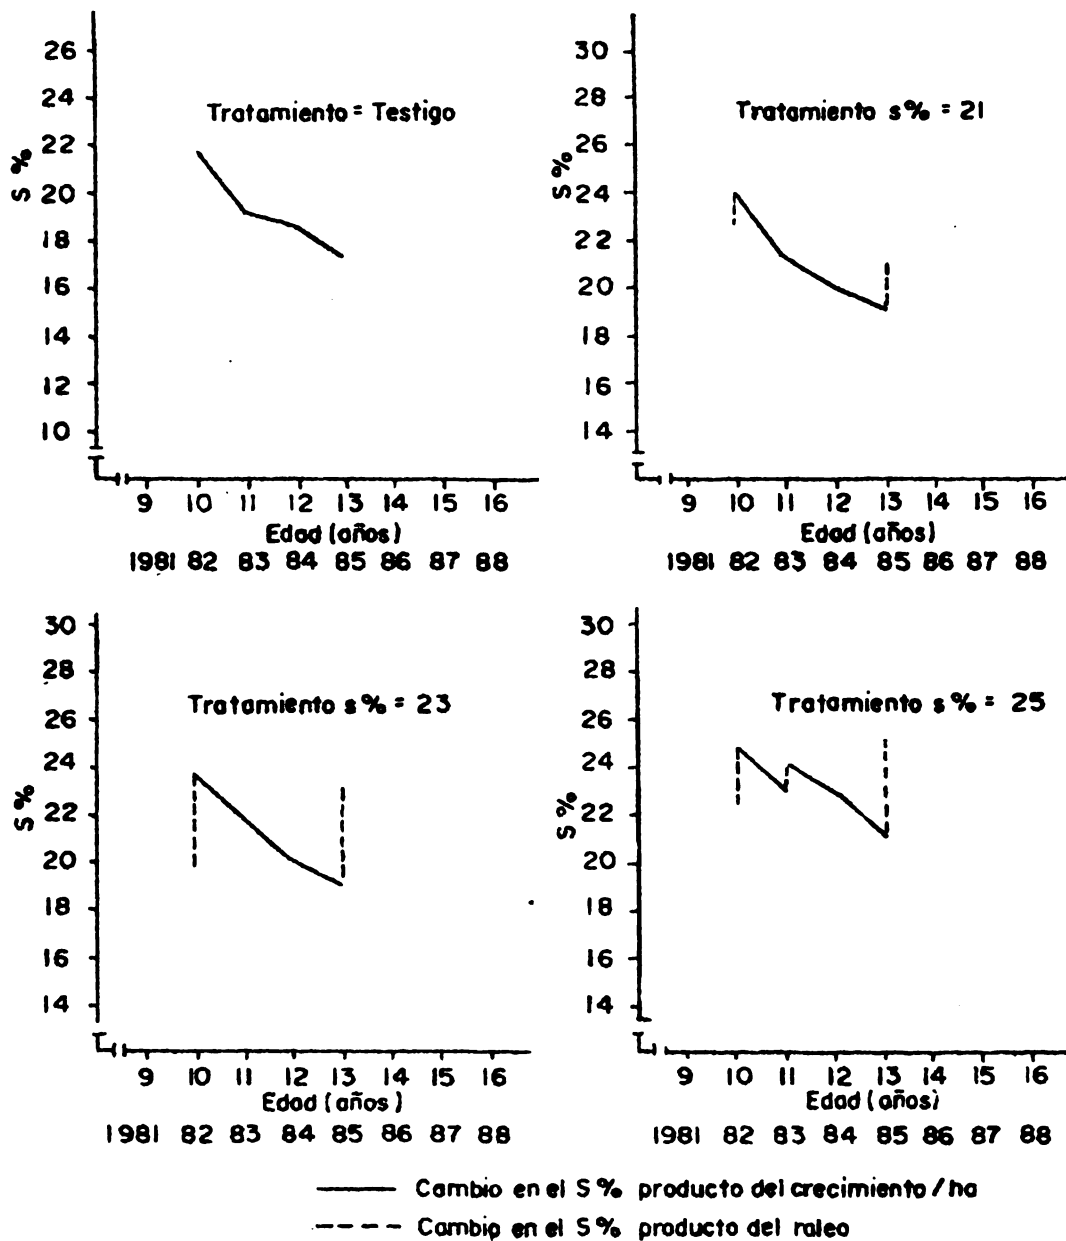 26
24
22
20
18
16
14
12
10
S %
Tratamiento = Testigo
9 10 11 12 13 14 15 16
Edad (años)
1981 82 83 84 85 86 87 88
30
28
26
24
22
20
18
16
14
S %
Tratamiento s% = 21
9 10 11 12 13 14 15 16
Edad (años)
1981 82 83 84 85 86 87 88
30
28
26
24
22
20
18
16
14
S %
Tratamiento s% = 23
9 10 11 12 13 14 15 16
Edad (años)
1981 82 83 84 85 86 87 88
30
28
26
24
22
20
18
16
14
S %
Tratamiento s% = 25
9 10 11 12 13 14 15 16
Edad (años)
1981 82 83 84 85 86 87 88
Cambio en el S% producto del crecimiento / ha
Cambio en el S% producto del raleo